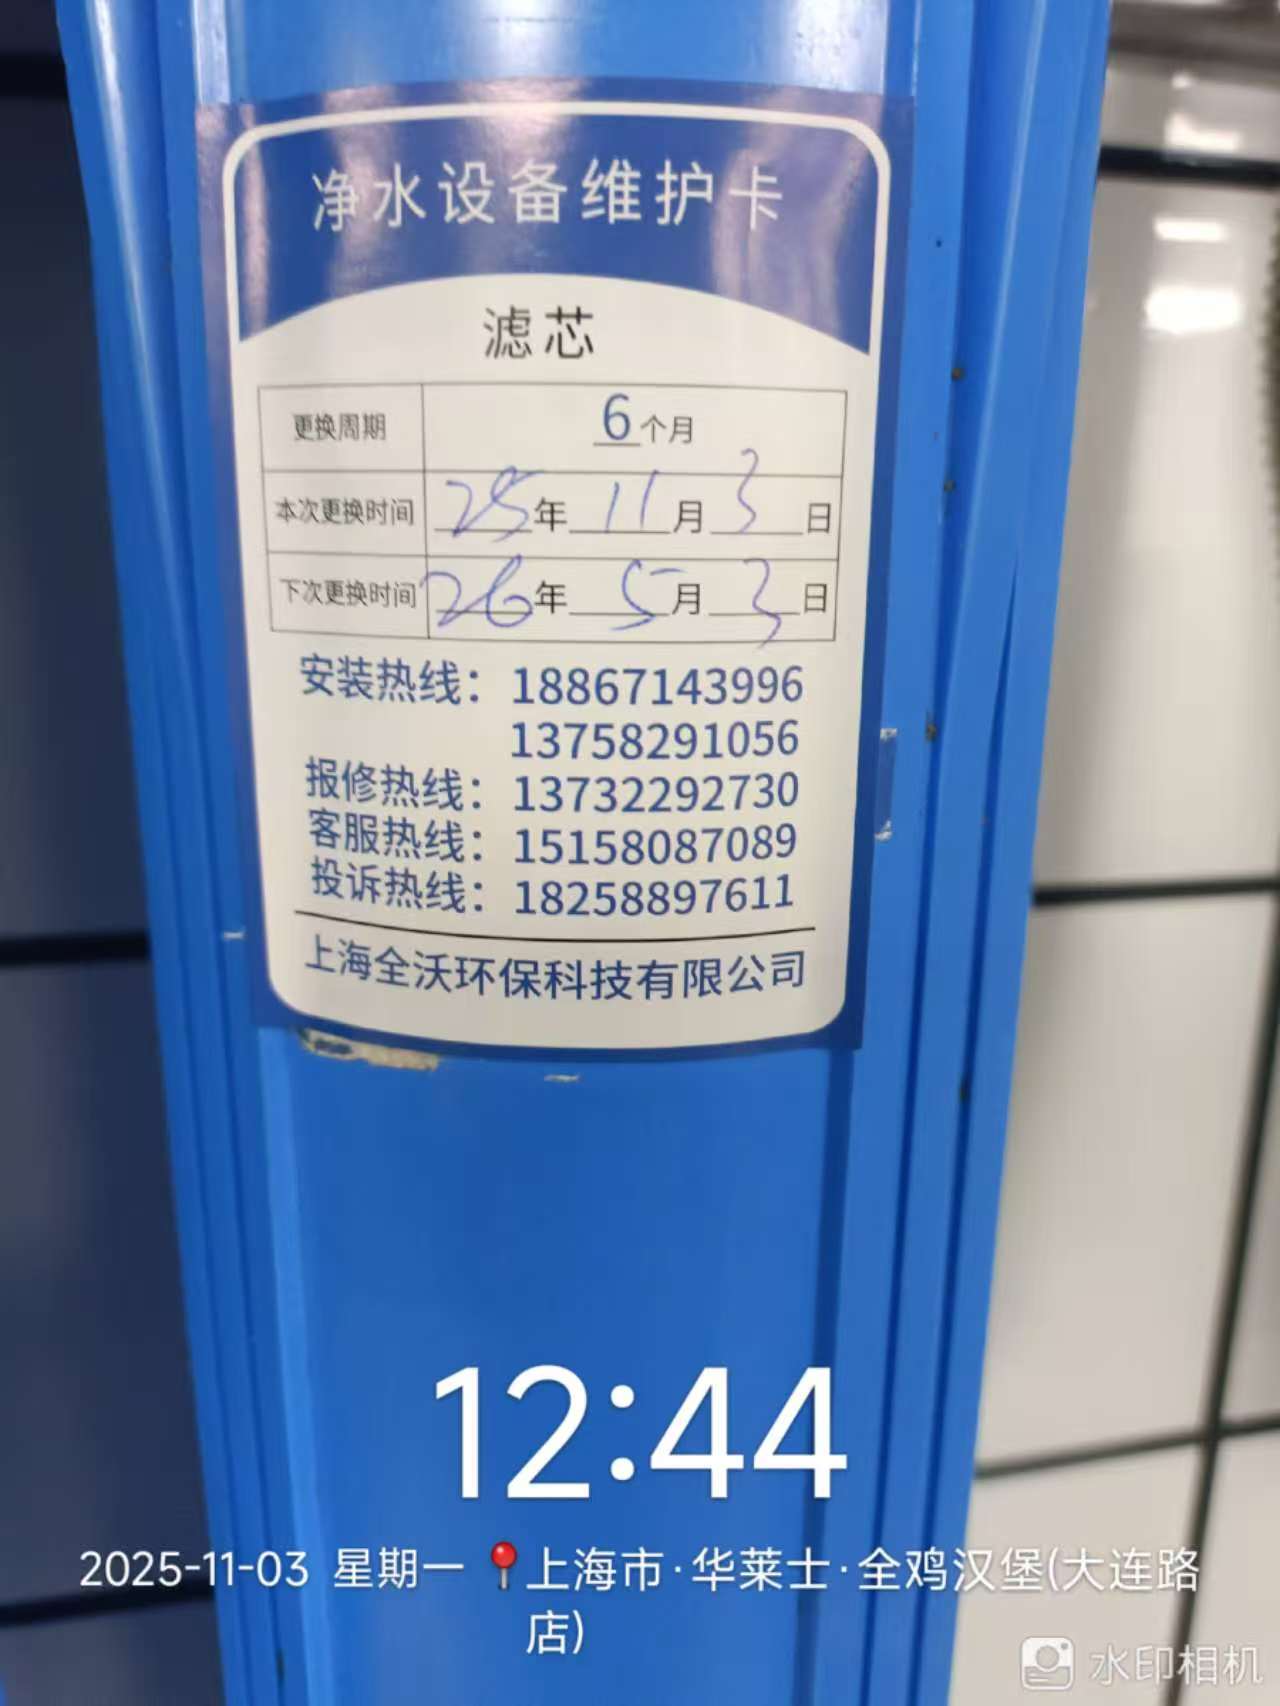 净水设备维护卡
滤芯
更换周期 6个月
本次更换时间 25年11月3日
下次更换时间 26年5月3日
安装热线：18867143996
13758291056
报修热线：13732292730
客服热线：15158087089
投诉热线：18258897611
上海全沃环保科技有限公司
12:44
2025-11-03 星期一 上海市·华莱士·全鸡汉堡(大连路
店)
水印相机